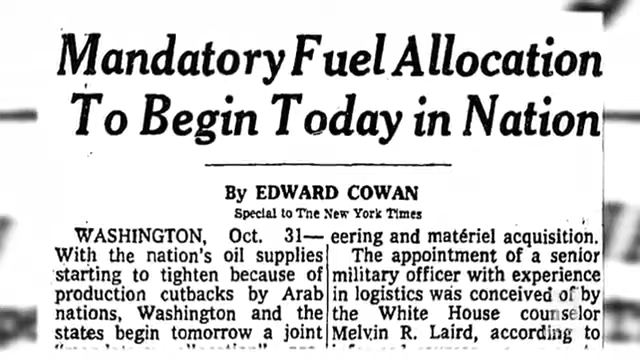 Mandatory Fuel Allocation
To Begin Today in Nation
By EDWARD COWAN
Special to The New York Times
WASHINGTON, Oct. 31—
With the nation's oil supplies
starting to tighten because of
production cutbacks by Arab
nations, Washington and the
states begin tomorrow a joint
eering and matériel acquisition.
The appointment of a senior
military officer with experience
in logistics was conceived of by
the White House counselor
Melvin R. Laird, according to